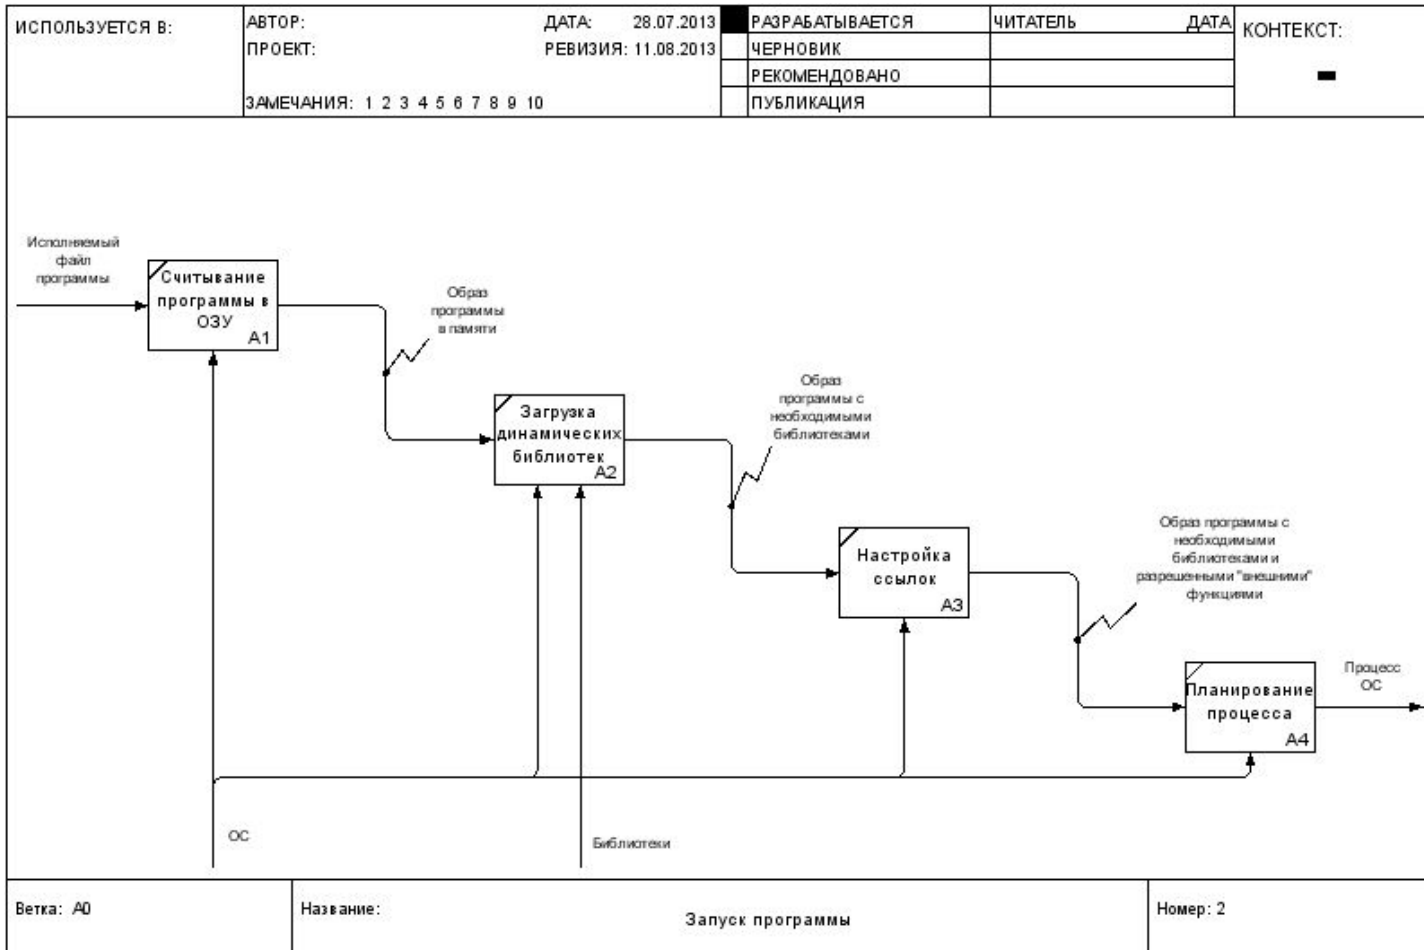 ИСПОЛЬЗУЕТСЯ В:
АВТОР:
ДАТА: 28.07.2013
ПРОЕКТ:
РЕВИЗИЯ: 11.08.2013
ЗАМЕЧАНИЯ: 1 2 3 4 5 6 7 8 9 10
РАЗРАБАТЫВАЕТСЯ
ЧЕРНОВИК
РЕКОМЕНДОВАНО
ПУБЛИКАЦИЯ
ЧИТАТЕЛЬ
ДАТА
КОНТЕКСТ:
Исполняемый
файл
программы
Считывание
программы в
ОЗУ
A1
Образ
программы
в памяти
Загрузка
динамических
библиотек
A2
Образ
программы с
необходимыми
библиотеками
Настройка
ссылок
A3
Образ программы с
необходимыми
библиотеками и
разрешенными "внешними"
функциями
Планирование
процесса
A4
Процесс
ОС
ОС
Библиотеки
Ветка: A0
Название:
Запуск программы
Номер: 2